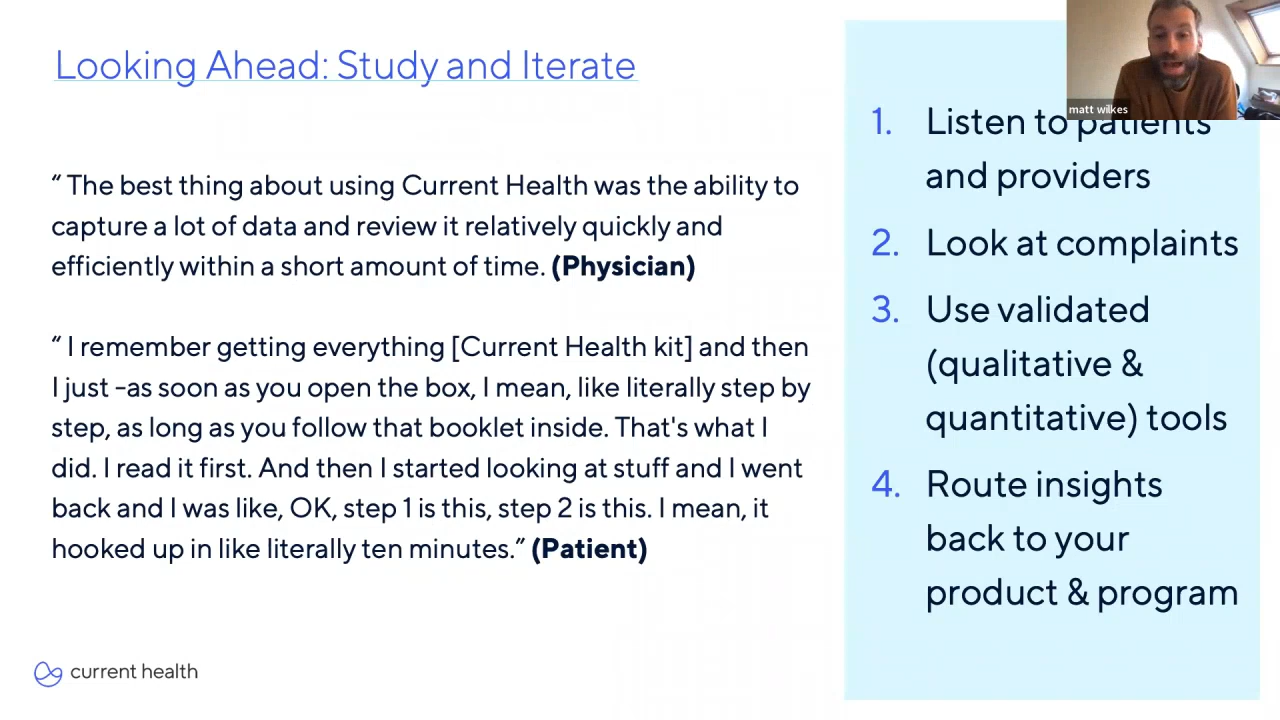 Looking Ahead: Study and Iterate
“ The best thing about using Current Health was the ability to
capture a lot of data and review it relatively quickly and
efficiently within a short amount of time. (Physician)
“ I remember getting everything [Current Health kit] and then
I just –as soon as you open the box, I mean, like literally step by
step, as long as you follow that booklet inside. That's what I
did. I read it first. And then I started looking at stuff and I went
back and I was like, OK, step 1 is this, step 2 is this. I mean, it
hooked up in like literally ten minutes.” (Patient)
current health
matt wilkes
1. Listen to patients
and providers
2. Look at complaints
3. Use validated
(qualitative &
quantitative) tools
4. Route insights
back to your
product & program